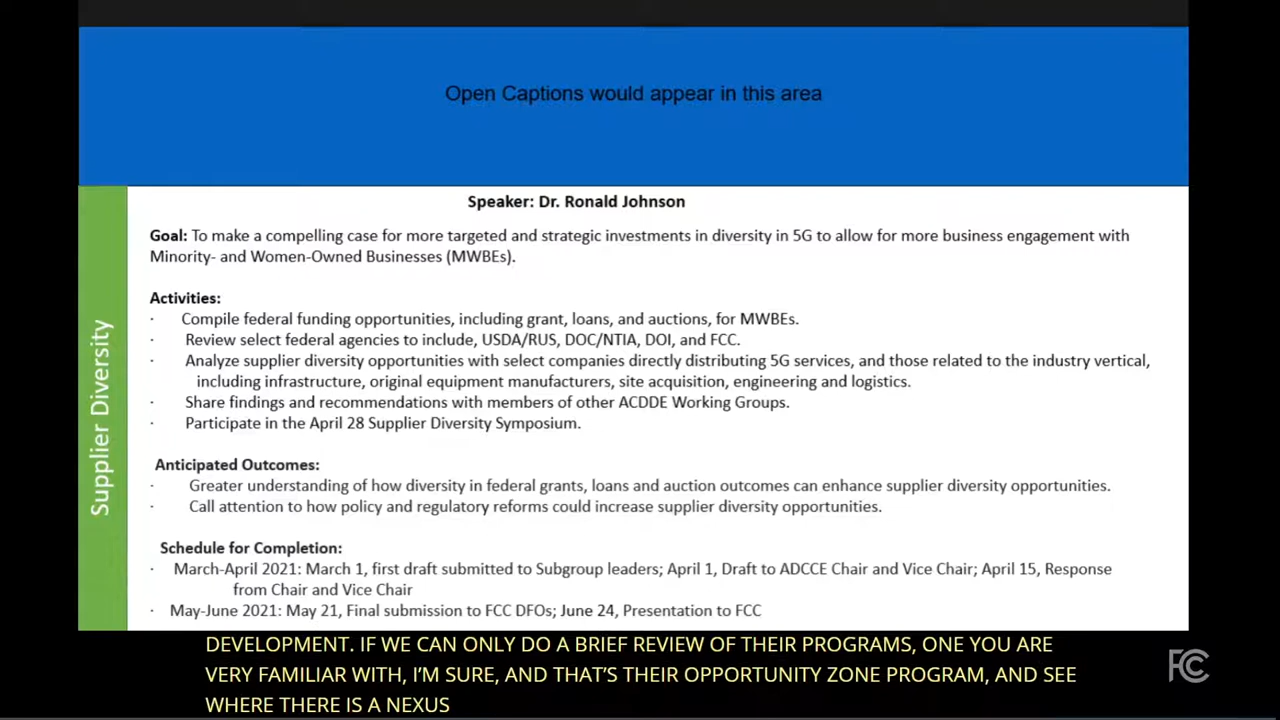 Open Captions would appear in this area
Speaker: Dr. Ronald Johnson
Goal: To make a compelling case for more targeted and strategic investments in diversity in 5G to allow for more business engagement with
Minority- and Women-Owned Businesses (MWBEs).
Activities:
· Compile federal funding opportunities, including grant, loans, and auctions, for MWBEs.
· Review select federal agencies to include, USDA/RUS, DOC/NTIA, DOI, and FCC.
· Analyze supplier diversity opportunities with select companies directly distributing 5G services, and those related to the industry vertical,
including infrastructure, original equipment manufacturers, site acquisition, engineering and logistics.
· Share findings and recommendations with members of other ACDDE Working Groups.
· Participate in the April 28 Supplier Diversity Symposium.
Supplier Diversity
Anticipated Outcomes:
· Greater understanding of how diversity in federal grants, loans and auction outcomes can enhance supplier diversity opportunities.
· Call attention to how policy and regulatory reforms could increase supplier diversity opportunities.
Schedule for Completion:
· March-April 2021: March 1, first draft submitted to Subgroup leaders; April 1, Draft to ADCCE Chair and Vice Chair; April 15, Response
from Chair and Vice Chair
· May-June 2021: May 21, Final submission to FCC DFOs; June 24, Presentation to FCC
DEVELOPMENT. IF WE CAN ONLY DO A BRIEF REVIEW OF THEIR PROGRAMS, ONE YOU ARE
VERY FAMILIAR WITH, I'M SURE, AND THAT'S THEIR OPPORTUNITY ZONE PROGRAM, AND SEE
WHERE THERE IS A NEXUS
FCC